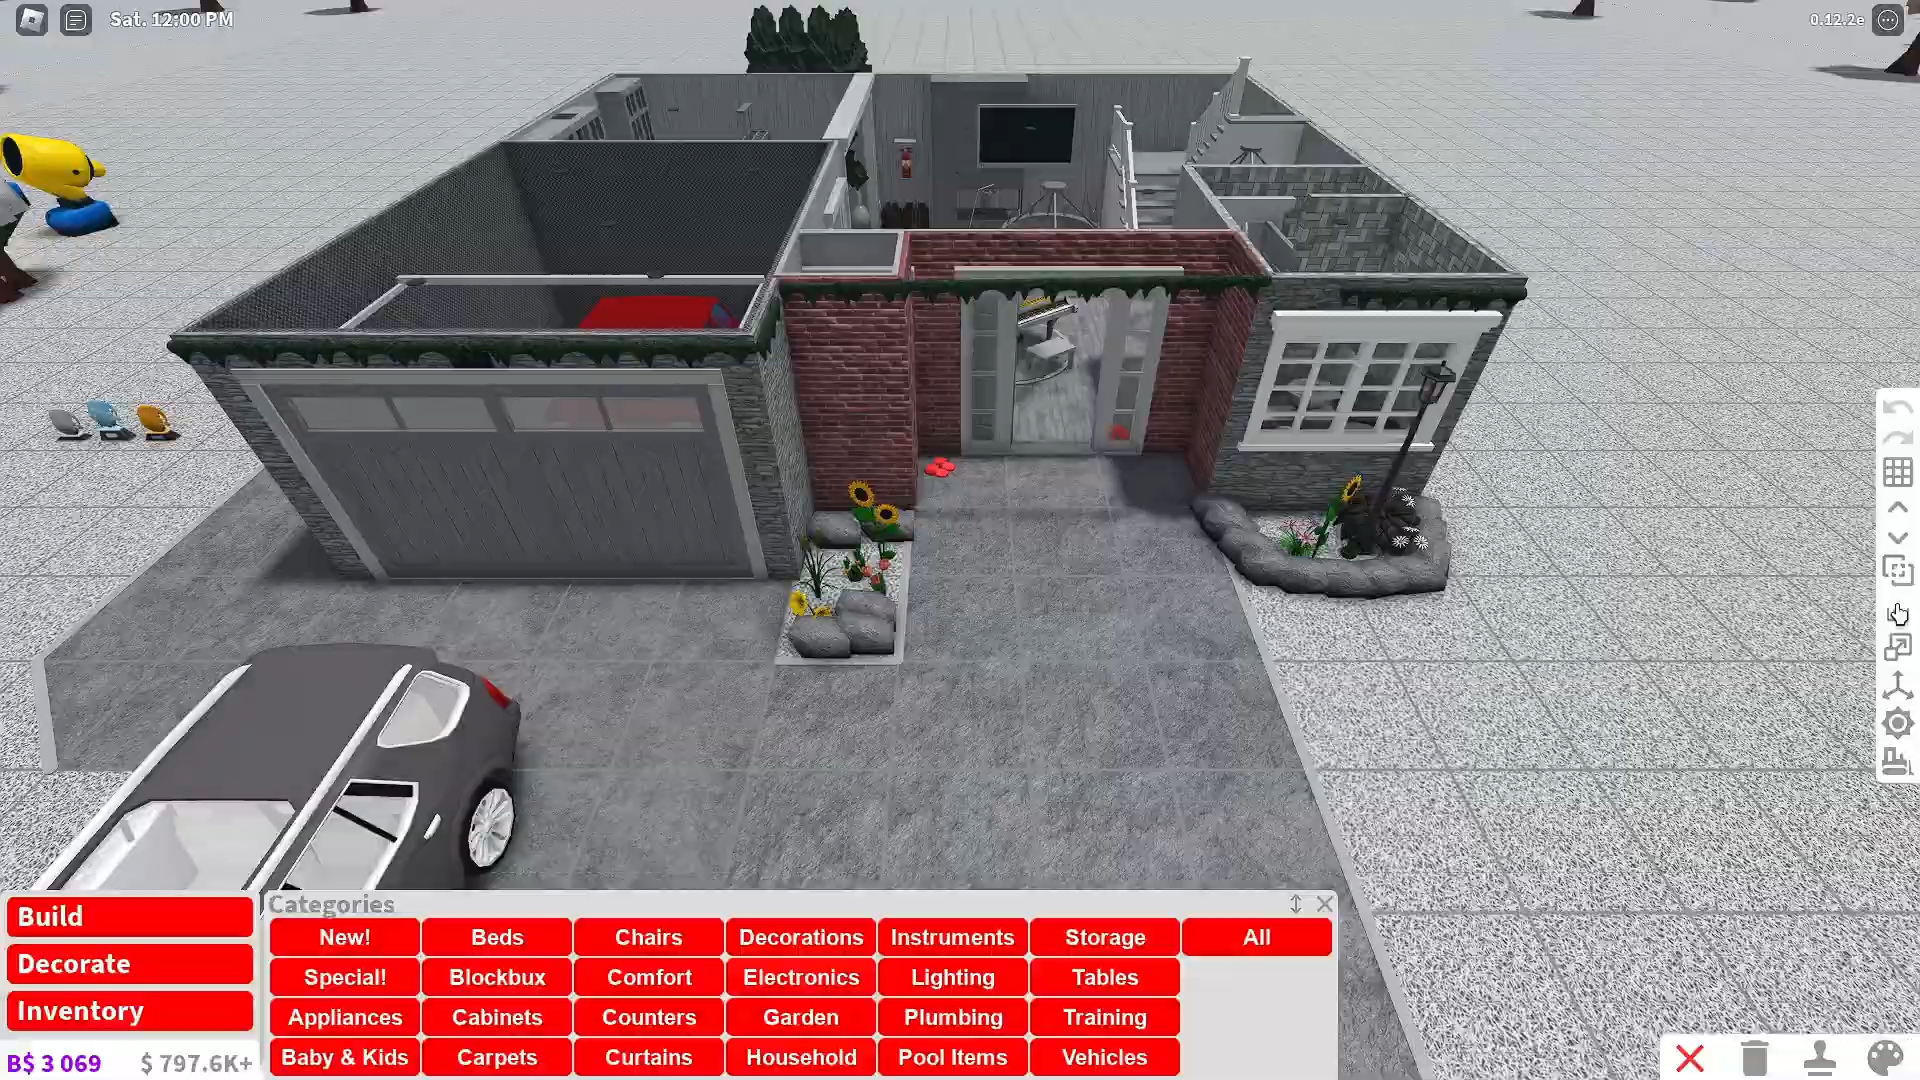 Sat. 12:00 PM
0.12.2e
Build
Decorate
Inventory
B$ 3 069
$ 797.6K+
Categories
New!
Beds
Chairs
Decorations
Instruments
Storage
All
Special!
Blockbux
Comfort
Electronics
Lighting
Tables
Appliances
Cabinets
Counters
Garden
Plumbing
Training
Baby & Kids
Carpets
Curtains
Household
Pool Items
Vehicles